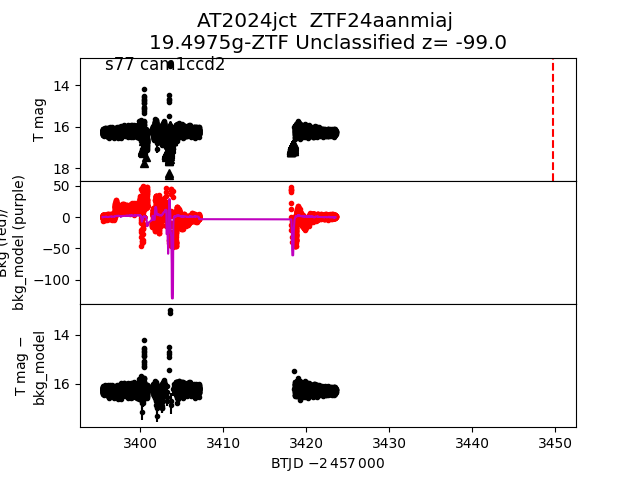 AT2024jct  ZTF24aanmiaj
19.4975g-ZTF Unclassified z= -99.0
s77 cam1ccd2
T mag
14
16
18
Bkg (red)/
bkg_model (purple)
50
0
−50
−100
T mag −
bkg_model
14
16
3400
3410
3420
3430
3440
3450
BTJD −2 457 000